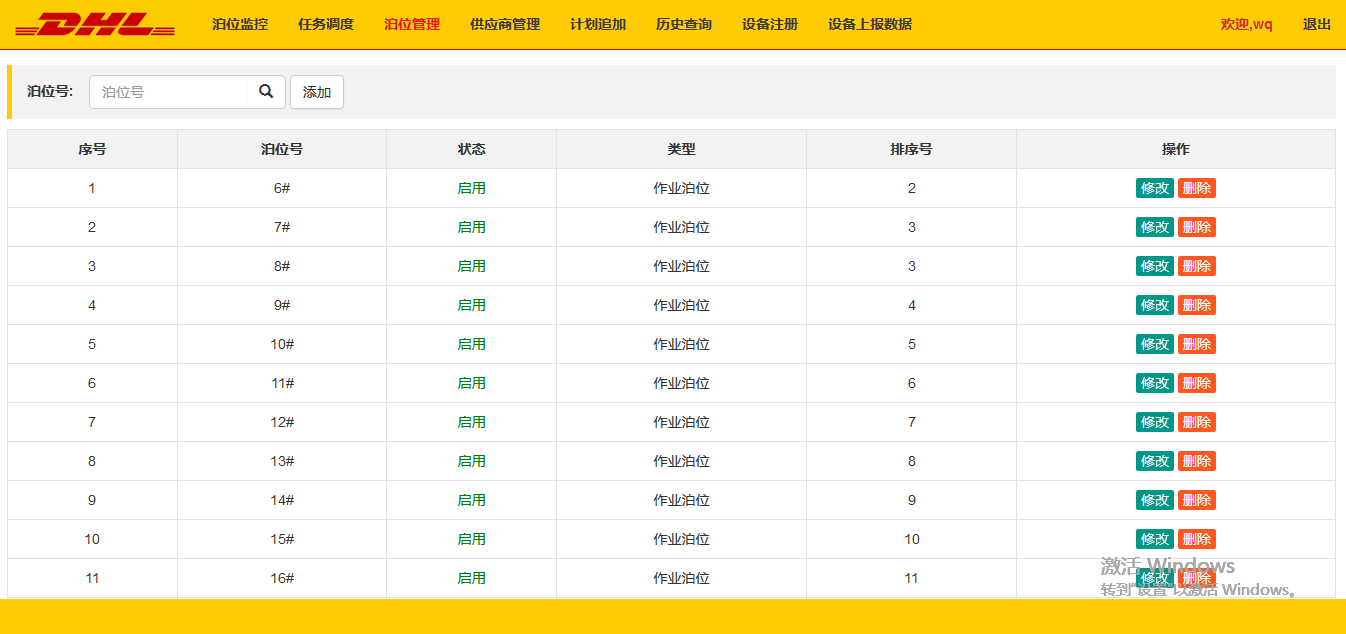 DHL 泊位监控 任务调度 泊位管理 供应商管理 计划追加 历史查询 设备注册 设备上报数据 欢迎,wq 退出
泊位号: 泊位号 添加
序号 泊位号 状态 类型 排序号 操作
1 6# 启用 作业泊位 2 修改 删除
2 7# 启用 作业泊位 3 修改 删除
3 8# 启用 作业泊位 3 修改 删除
4 9# 启用 作业泊位 4 修改 删除
5 10# 启用 作业泊位 5 修改 删除
6 11# 启用 作业泊位 6 修改 删除
7 12# 启用 作业泊位 7 修改 删除
8 13# 启用 作业泊位 8 修改 删除
9 14# 启用 作业泊位 9 修改 删除
10 15# 启用 作业泊位 10 修改 删除
11 16# 启用 作业泊位 11 修改 删除
激活 Windows
转到"设置"以激活 Windows。